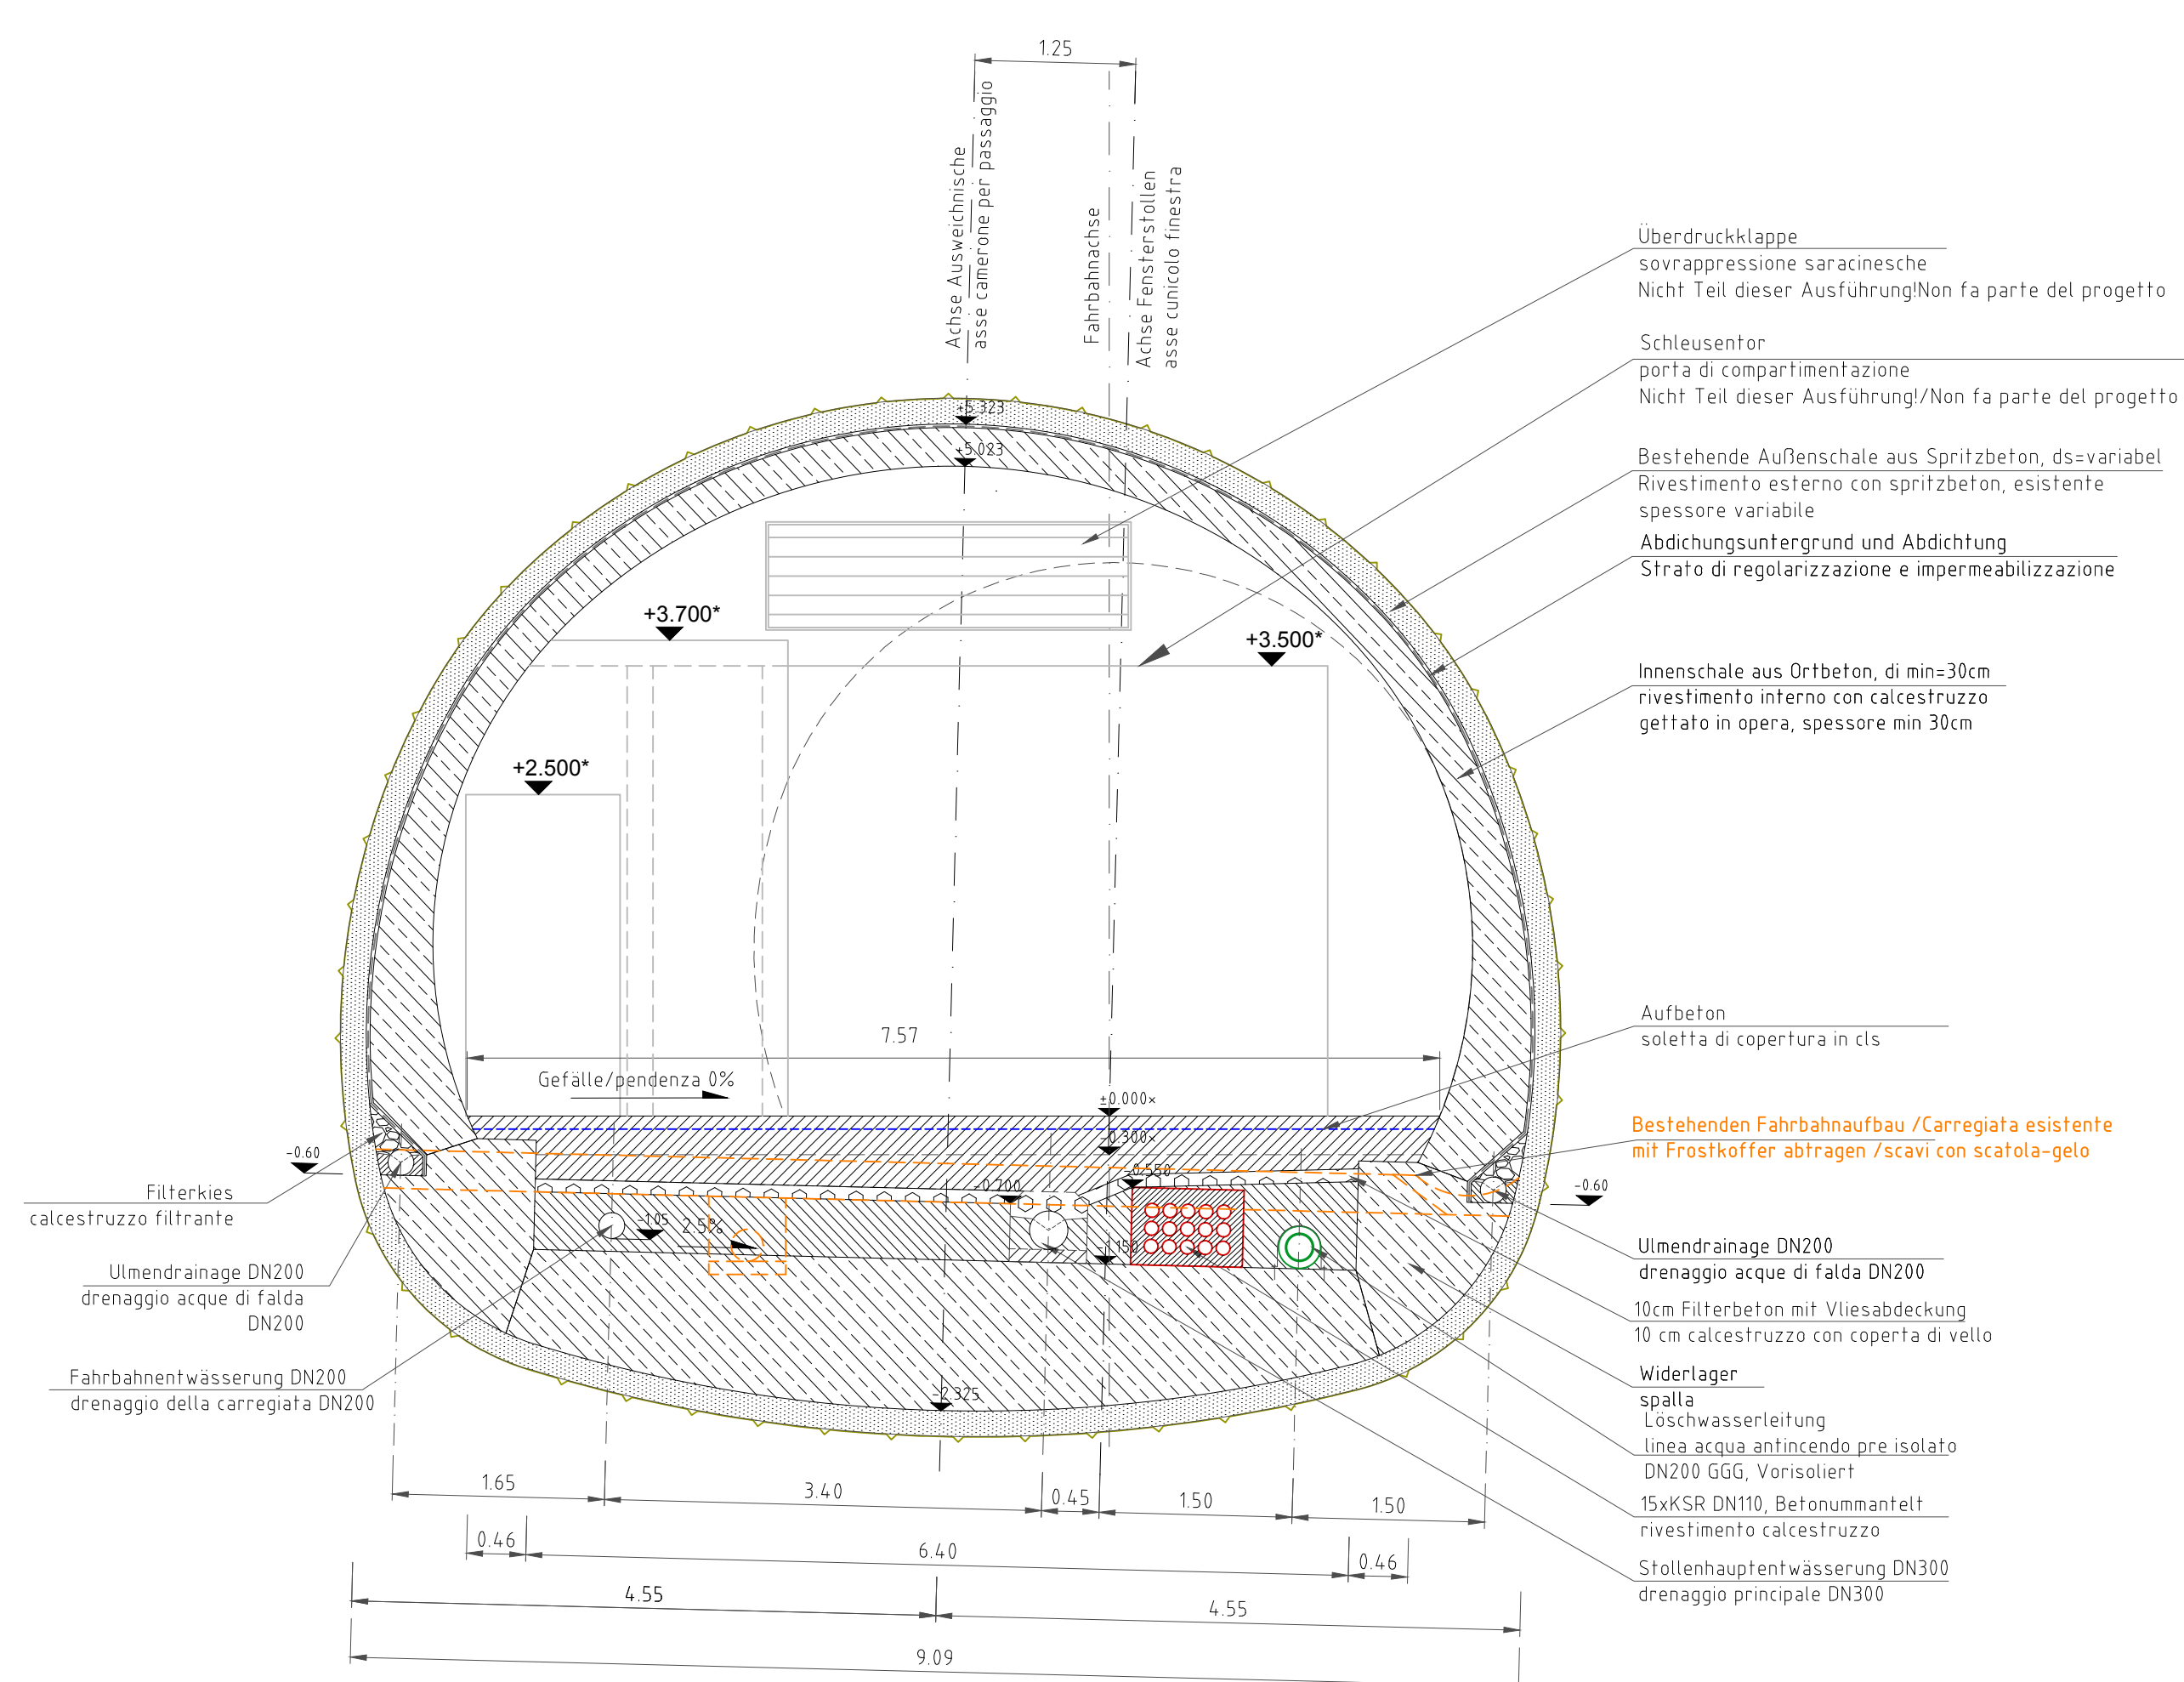 1.25
Achse Ausweichnische
asse camerone per passaggio
Fahrbahnachse
Achse Fensterstollen
asse cunicolo finestra
Überdruckklappe
sovrappressione saracinesche
Nicht Teil dieser Ausführung!Non fa parte del progetto
Schleusentor
porta di compartimentazione
Nicht Teil dieser Ausführung!/Non fa parte del progetto
+5.323
+5.023
Bestehende Außenschale aus Spritzbeton, ds=variabel
Rivestimento esterno con spritzbeton, esistente
spessore variabile
Abdichungsuntergrund und Abdichtung
Strato di regolarizzazione e impermeabilizzazione
+3.700*
+3.500*
Innenschale aus Ortbeton, di min=30cm
rivestimento interno con calcestruzzo
gettato in opera, spessore min 30cm
+2.500*
7.57
Gefälle/pendenza 0%
±0.000×
-0.300×
-0.550
-0.700
Aufbeton
soletta di copertura in cls
Bestehenden Fahrbahnaufbau /Carregiata esistente
mit Frostkoffer abtragen /scavi con scatola-gelo
-0.60
-0.60
Filterkies
calcestruzzo filtrante
-1.05
2.5%
1.150
Ulmendrainage DN200
drenaggio acque di falda DN200
Ulmendrainage DN200
drenaggio acque di falda
DN200
10cm Filterbeton mit Vliesabdeckung
10 cm calcestruzzo con coperta di vello
Widerlager
spalla
Fahrbahnentwässerung DN200
drenaggio della carregiata DN200
-2.325
Löschwasserleitung
linea acqua antincendo pre isolato
DN200 GGG, Vorisoliert
15xKSR DN110, Betonummantelt
rivestimento calcestruzzo
Stollenhauptentwässerung DN300
drenaggio principale DN300
1.65
3.40
0.45
1.50
1.50
0.46
6.40
0.46
4.55
4.55
9.09